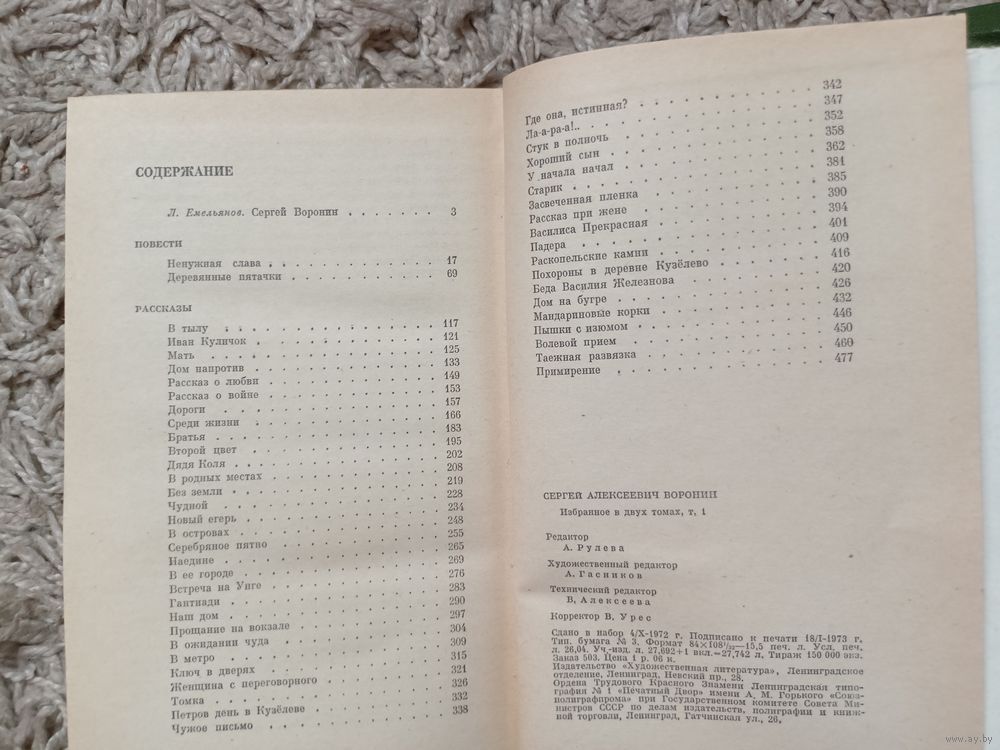 СОДЕРЖАНИЕ
Л. Емельянов. Сергей Воронин . . . . . . . 3
ПОВЕСТИ
Ненужная слава . . . . . . . . . . . 17
Деревянные пятачки . . . . . . . . . . 69
РАССКАЗЫ
В тылу . . . . . . . . . . . . . 117
Иван Куличок . . . . . . . . . . . 121
Мать . . . . . . . . . . . . . 125
Дом напротив . . . . . . . . . . . 133
Рассказ о любви . . . . . . . . . . 149
Рассказ о войне . . . . . . . . . . 153
Дороги . . . . . . . . . . . . . 157
Среди жизни . . . . . . . . . . . 166
Братья . . . . . . . . . . . . . 183
Второй цвет . . . . . . . . . . . 195
Дядя Коля . . . . . . . . . . . . 202
В родных местах . . . . . . . . . . 208
Без земли . . . . . . . . . . . . 219
Чудной . . . . . . . . . . . . . 228
Новый егерь . . . . . . . . . . . 234
В островах . . . . . . . . . . . . 248
Серебряное пятно . . . . . . . . . . 255
Наедине . . . . . . . . . . . . . 265
В ее городе . . . . . . . . . . . 269
Встреча на Унге . . . . . . . . . . 276
Гантиади . . . . . . . . . . . . 283
Наш дом . . . . . . . . . . . . . 290
Прощание на вокзале . . . . . . . . . 297
В ожидании чуда . . . . . . . . . . 304
В метро . . . . . . . . . . . . . 309
Ключ в дверях . . . . . . . . . . . 315
Женщина с переговорного . . . . . . . . 321
Томка . . . . . . . . . . . . . 326
Петров день в Кузёлеве . . . . . . . . 332
Чужое письмо . . . . . . . . . . . 338
Где она, истинная? . . . . . . . . . 342
Ла-а-ра-а!.. . . . . . . . . . . . 347
Стук в полночь . . . . . . . . . . . 352
Хороший сын . . . . . . . . . . . 358
У начала начал . . . . . . . . . . . 362
Старик . . . . . . . . . . . . . 381
Засвеченная пленка . . . . . . . . . 385
Рассказ при жене . . . . . . . . . . 390
Василиса Прекрасная . . . . . . . . . 394
Падера . . . . . . . . . . . . . 401
Раскопельские камни . . . . . . . . . 409
Похороны в деревне Кузёлево . . . . . . 416
Беда Василия Железнова . . . . . . . . 420
Дом на бугре . . . . . . . . . . . 426
Мандариновые корки . . . . . . . . . 432
Пышки с изюмом . . . . . . . . . . 446
Волевой прием . . . . . . . . . . . 450
Таежная развязка . . . . . . . . . . 460
Примирение . . . . . . . . . . . . 477
СЕРГЕЙ АЛЕКСЕЕВИЧ ВОРОНИН
Избранное в двух томах, т. 1
Редактор
А. Рулева
Художественный редактор
А. Гасников
Технический редактор
В. Алексеева
Корректор В. Урес
Сдано в набор 4/X-1972 г. Подписано к печати 18/I-1973 г.
Тип. бумага № 3. Формат 84×108¹/₃₂—15,5 печ. л. Усл. печ.
л. 26,04. Уч.-изд. л. 27,692+1 вкл.=27,742 л. Тираж 150 000 экз.
Заказ 503. Цена 1 р. 06 к.
Издательство «Художественная литература», Ленинградское
отделение, Ленинград, Невский пр., 28.
Ордена Трудового Красного Знамени Ленинградская типо-
графия № 1 «Печатный Двор» имени А. М. Горького «Союз-
полиграфпрома» при Государственном комитете Совета Ми-
нистров СССР по делам издательств, полиграфии и книж-
ной торговли, Ленинград, Гатчинская ул., 26.
www.ay.by